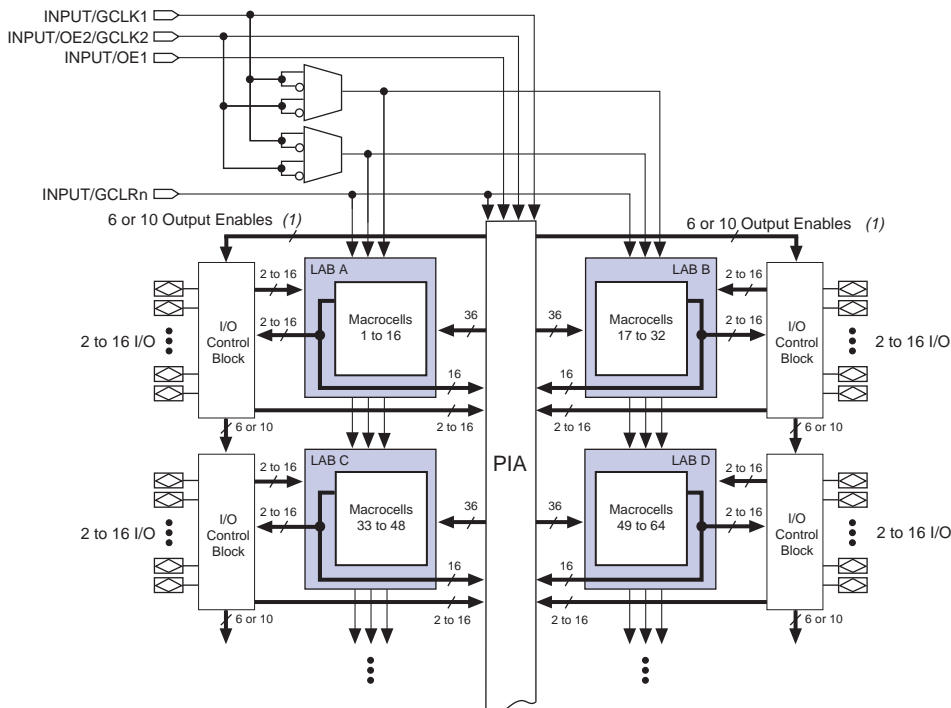 INPUT/GCLK1
INPUT/OE2/GCLK2
INPUT/OE1
INPUT/GCLRn
6 or 10 Output Enables (1)
6 or 10 Output Enables (1)
LAB A
LAB B
2 to 16
2 to 16
I/O
Control
Block
2 to 16
Macrocells
1 to 16
36
36
Macrocells
17 to 32
2 to 16
I/O
Control
Block
2 to 16 I/O
2 to 16 I/O
16
16
2 to 16
2 to 16
6 or 10
6 or 10
PIA
LAB C
LAB D
2 to 16
2 to 16
I/O
Control
Block
2 to 16
Macrocells
33 to 48
36
36
Macrocells
49 to 64
2 to 16
I/O
Control
Block
2 to 16 I/O
2 to 16 I/O
16
16
2 to 16
2 to 16
6 or 10
6 or 10